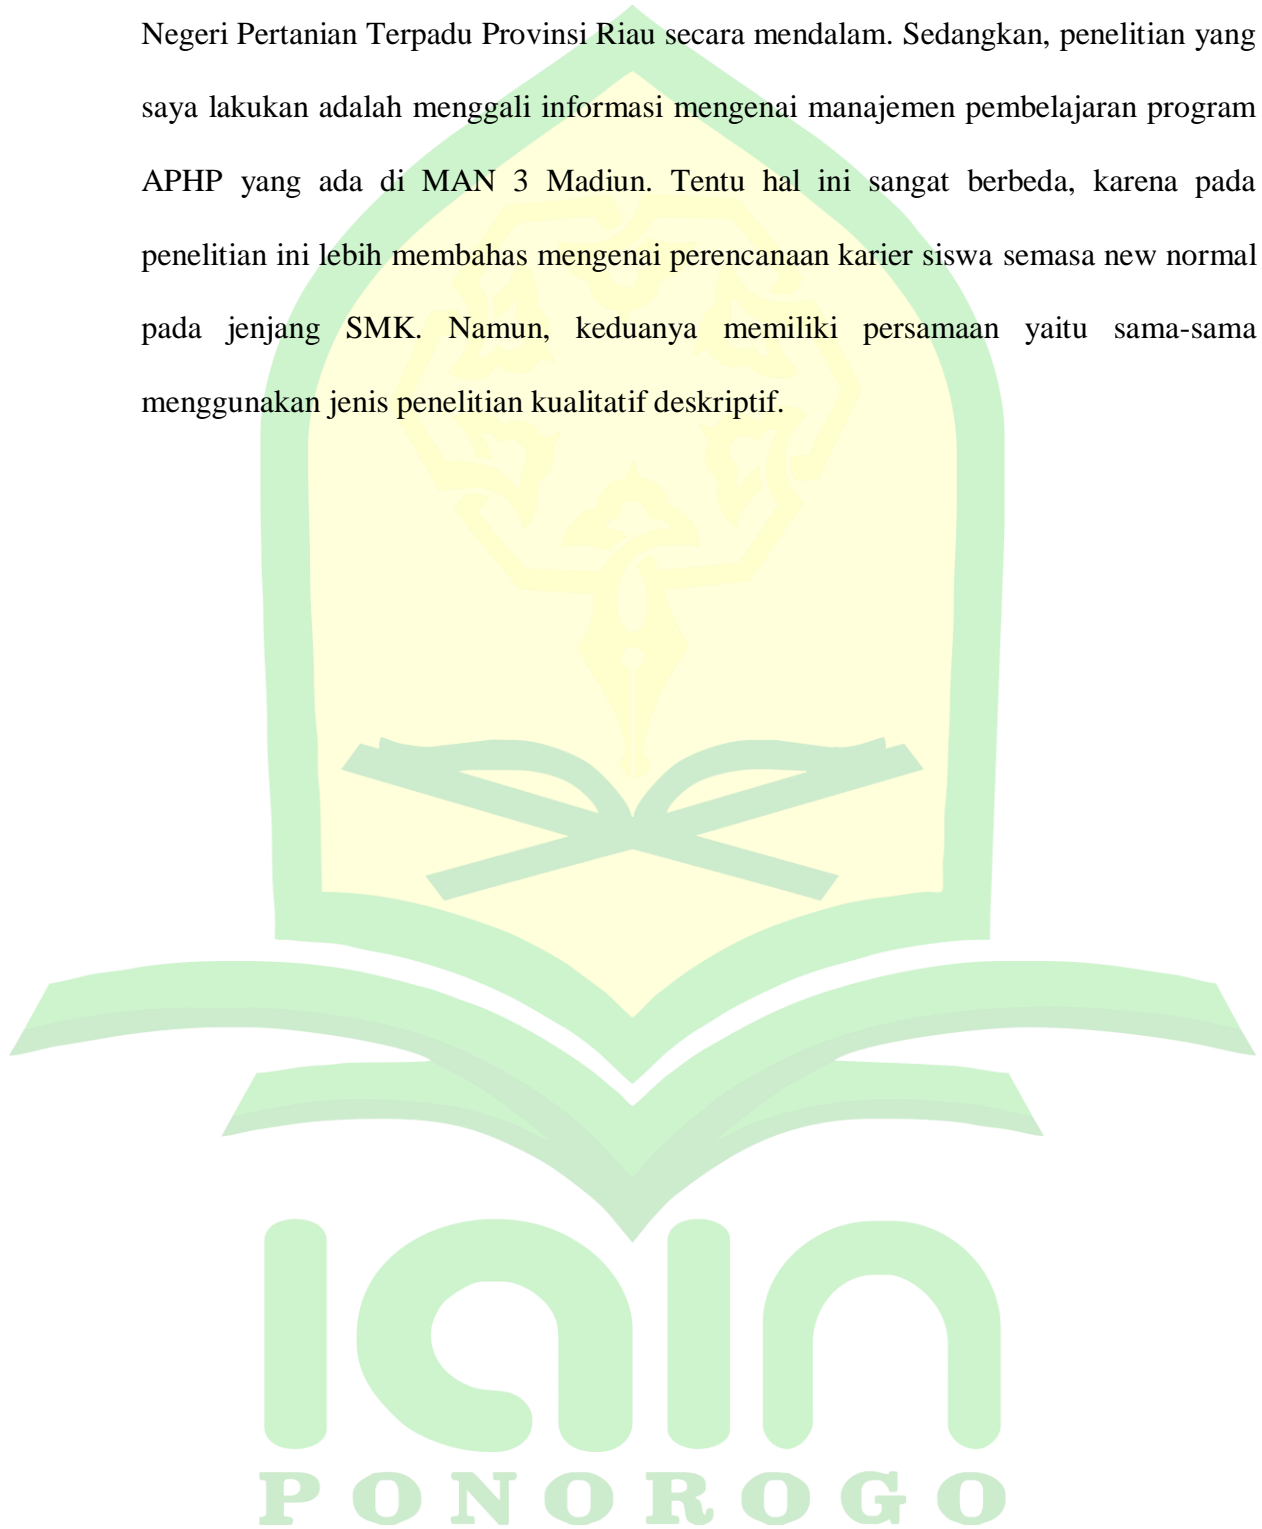 Negeri Pertanian Terpadu Provinsi Riau secara mendalam. Sedangkan, penelitian yang
saya lakukan adalah menggali informasi mengenai manajemen pembelajaran program
APHP yang ada di MAN 3 Madiun. Tentu hal ini sangat berbeda, karena pada
penelitian ini lebih membahas mengenai perencanaan karier siswa semasa new normal
pada jenjang SMK. Namun, keduanya memiliki persamaan yaitu sama-sama
menggunakan jenis penelitian kualitatif deskriptif.
iain
PONOROGO